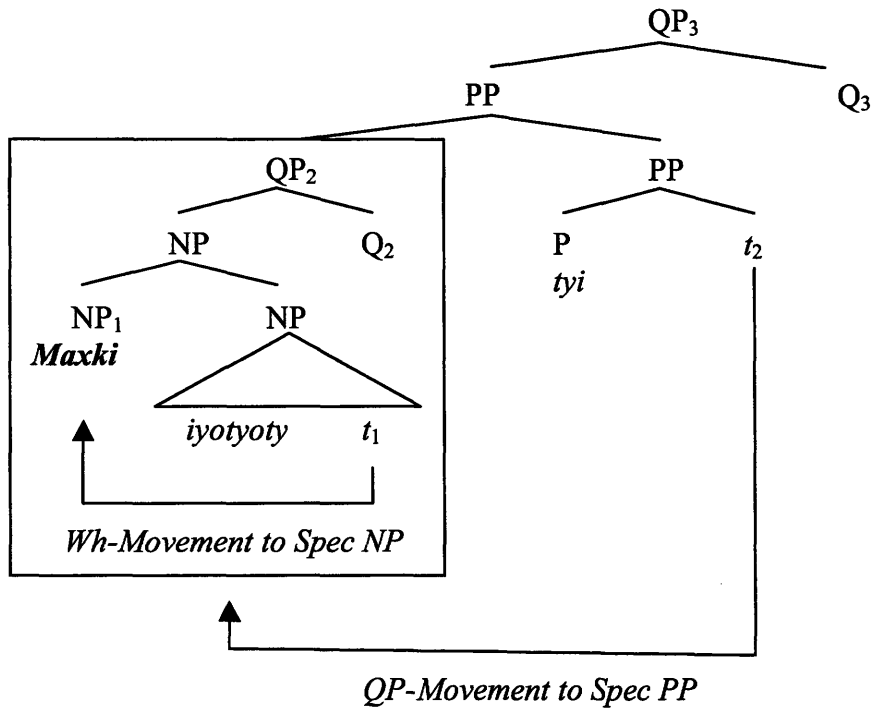 QP₃
PP Q₃
QP₂ PP
NP Q₂ P t₂
tyi
NP₁ NP
Maxki
iyotyoty t₁
Wh-Movement to Spec NP
QP-Movement to Spec PP